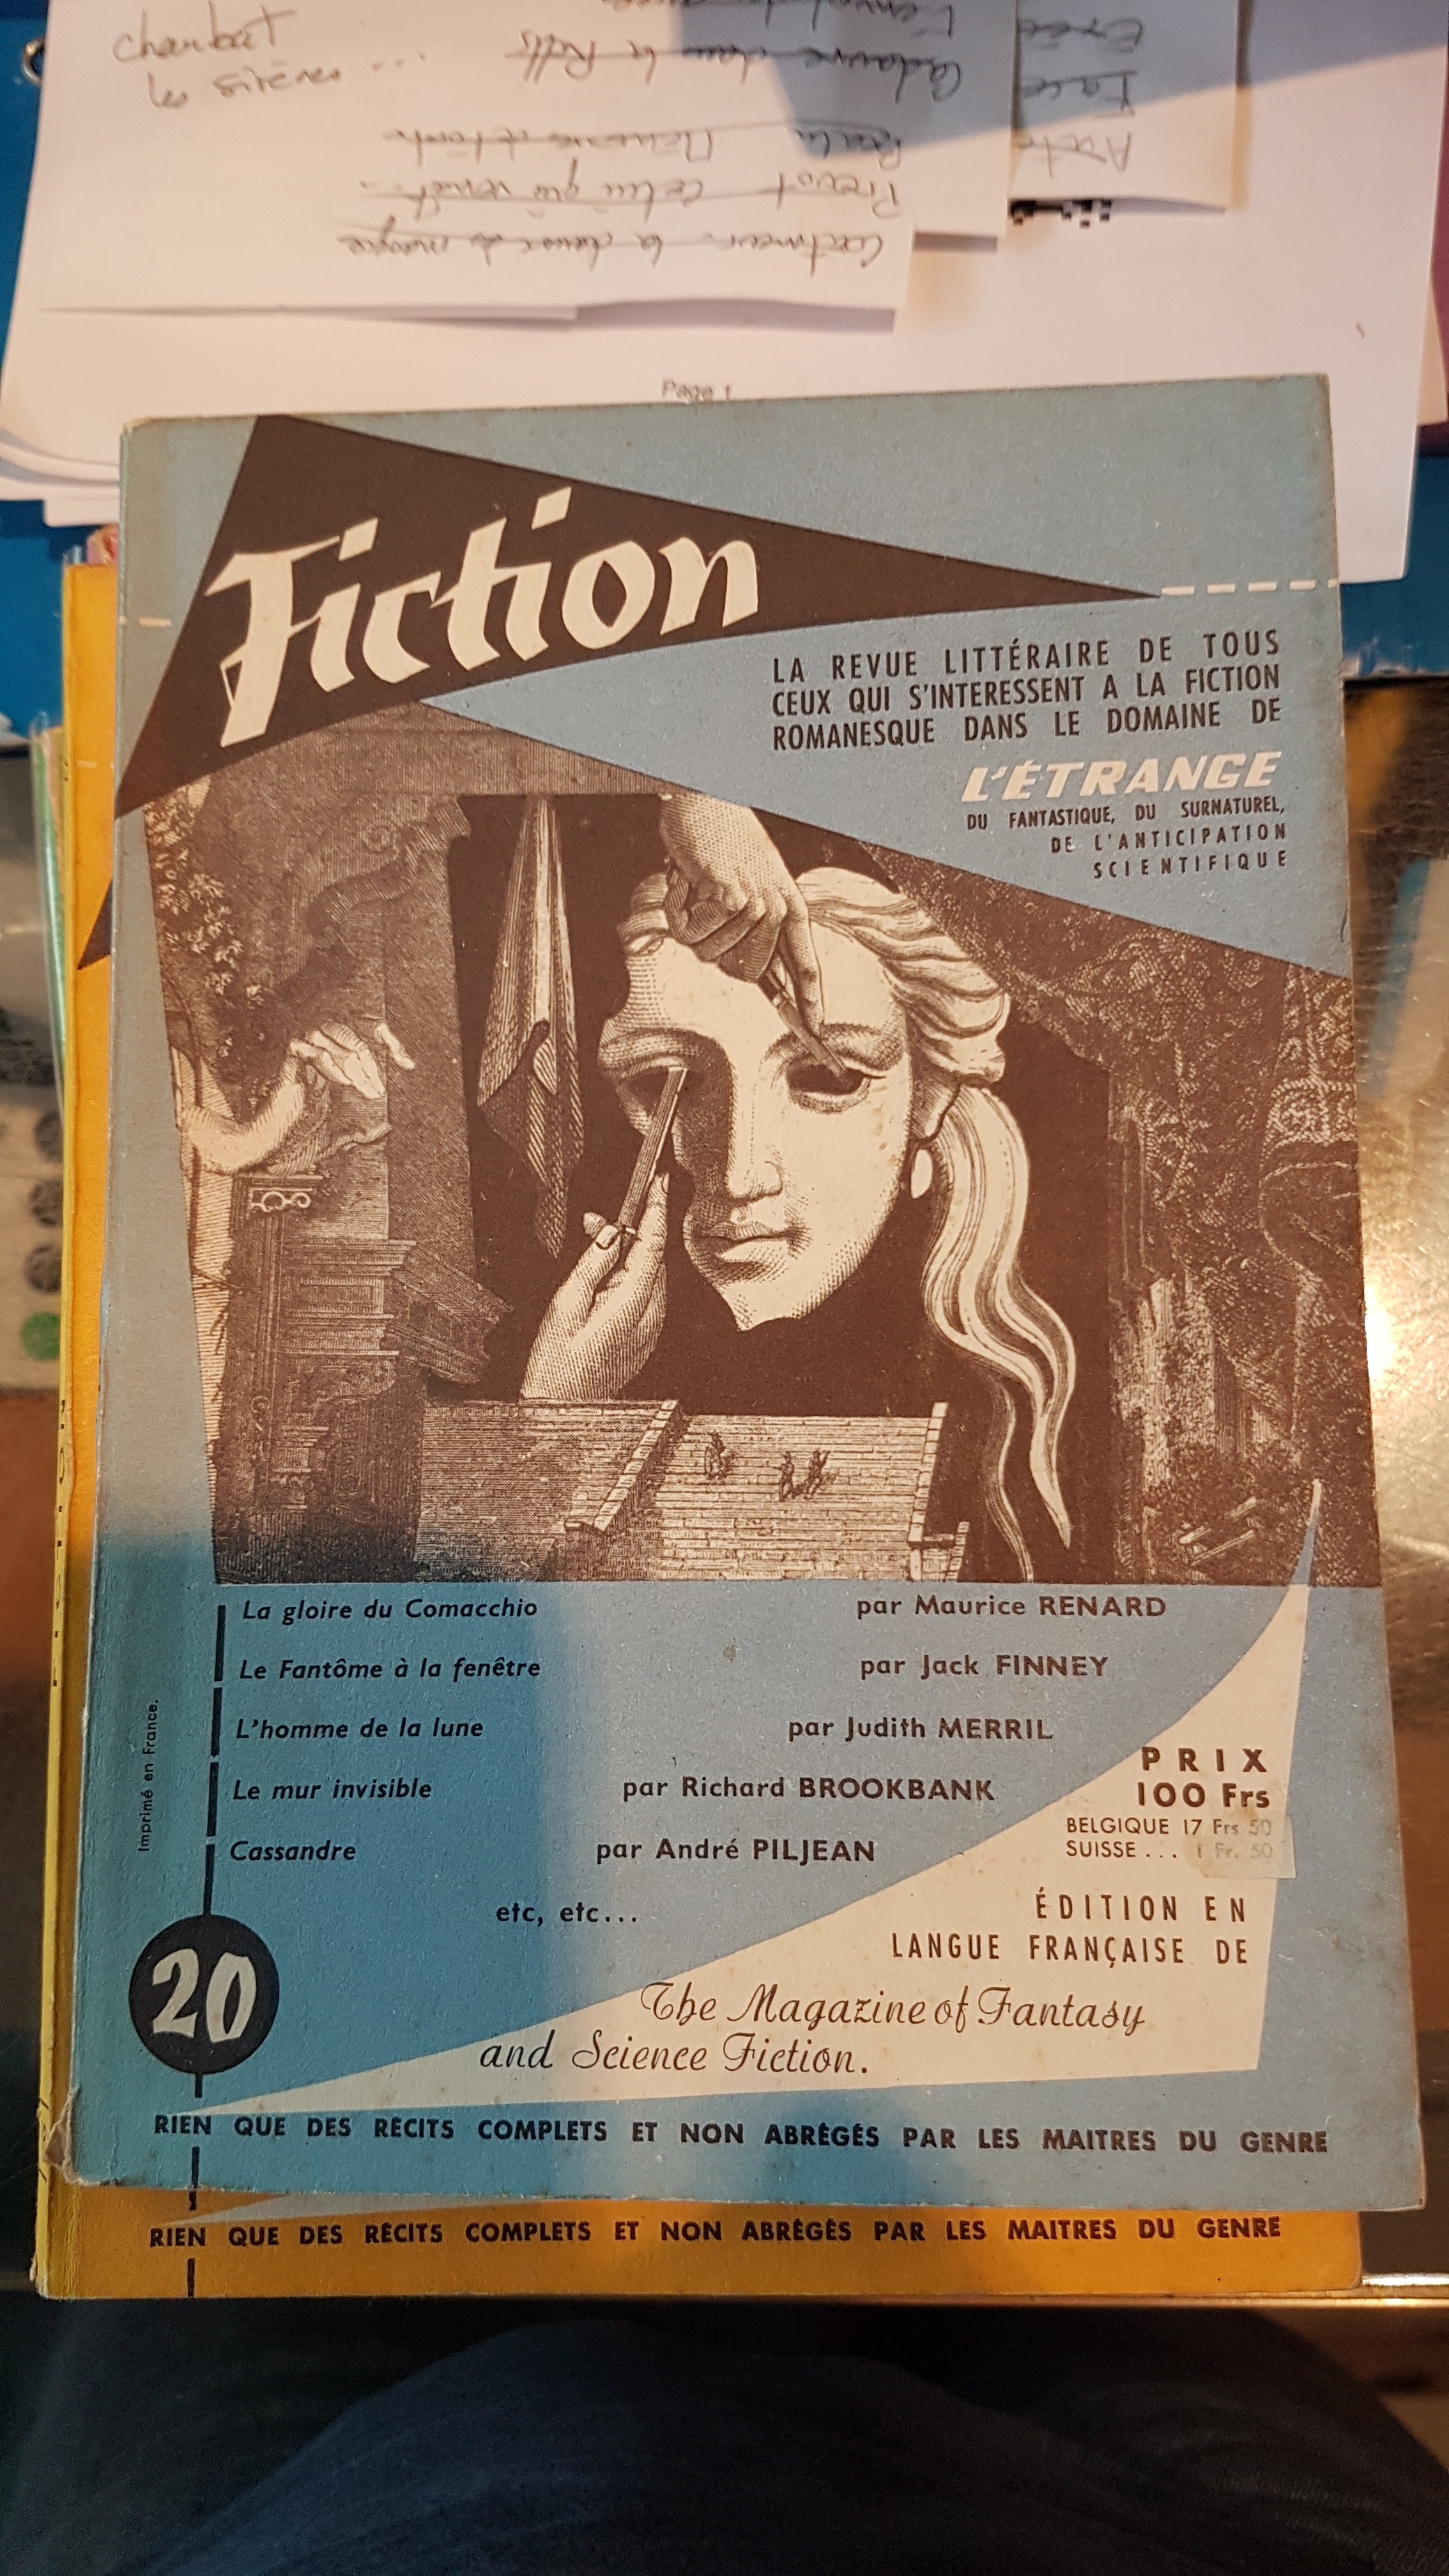 charbut
les sirènes ...
Page 1
Fiction
LA REVUE LITTÉRAIRE DE TOUS
CEUX QUI S'INTERESSENT A LA FICTION
ROMANESQUE DANS LE DOMAINE DE
L'ÉTRANGE
DU FANTASTIQUE, DU SURNATUREL,
DE L'ANTICIPATION
SCIENTIFIQUE
La gloire du Comacchio par Maurice RENARD
Le Fantôme à la fenêtre par Jack FINNEY
L'homme de la lune par Judith MERRIL
Le mur invisible par Richard BROOKBANK
Cassandre par André PILJEAN
etc, etc...
Imprimé en France.
PRIX
100 Frs
BELGIQUE 17 Frs 50
SUISSE ... 1 Fr. 50
20
ÉDITION EN
LANGUE FRANÇAISE DE
The Magazine of Fantasy
and Science Fiction.
RIEN QUE DES RÉCITS COMPLETS ET NON ABRÉGÉS PAR LES MAITRES DU GENRE
RIEN QUE DES RÉCITS COMPLETS ET NON ABRÉGÉS PAR LES MAITRES DU GENRE